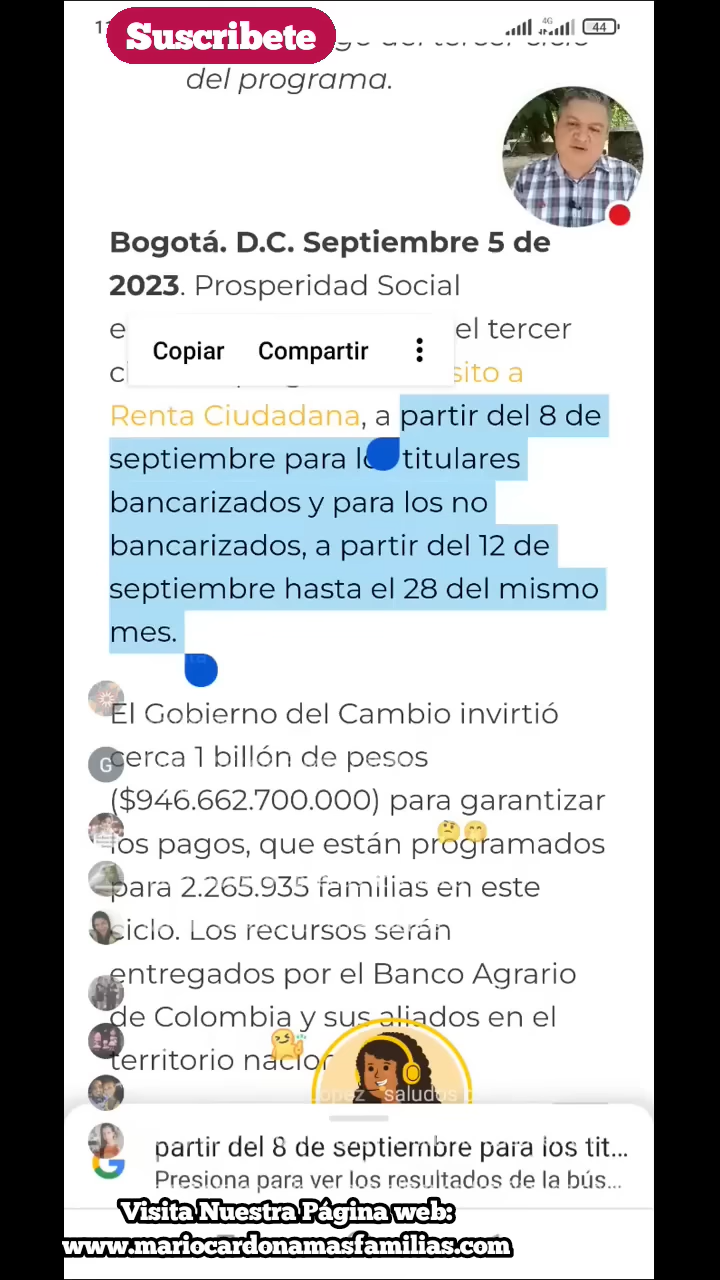 Suscribete
4G
44
del programa.
Bogotá. D.C. Septiembre 5 de
2023. Prosperidad Social
el tercer
Copiar Compartir
sito a
Renta Ciudadana, a partir del 8 de
septiembre para titulares
bancarizados y para los no
bancarizados, a partir del 12 de
septiembre hasta el 28 del mismo
mes.
El Gobierno del Cambio invirtió
G
cerca 1 billón de pesos
($946.662.700.000) para garantizar
los pagos, que están programados
para 2.265.935 familias en este
ciclo. Los recursos serán
entregados por el Banco Agrario
de Colombia y sus aliados en el
territorio
saludos
partir del 8 de septiembre para los tit...
Presiona para ver los resultados de la bús...
Visita Nuestra Página web:
www.mariocardonamasfamilias.com